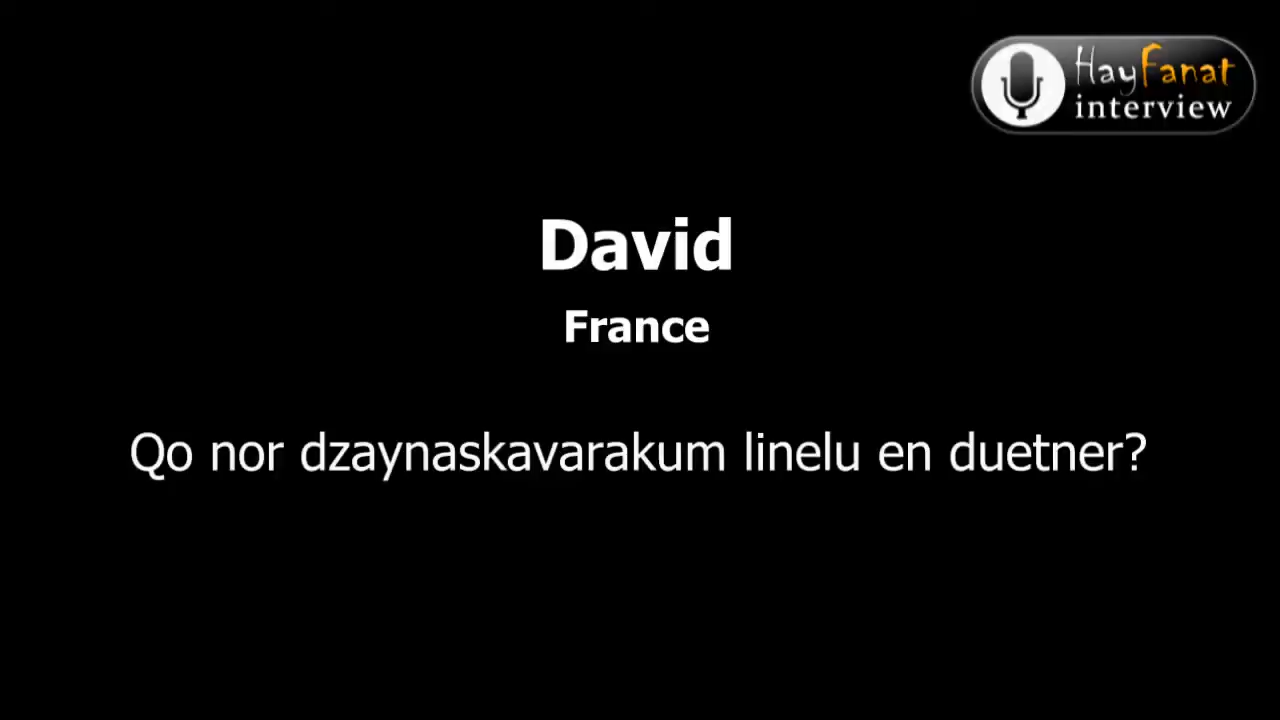 HayFanat
interview
David
France
Qo nor dzaynaskavarakum linelu en duetner?